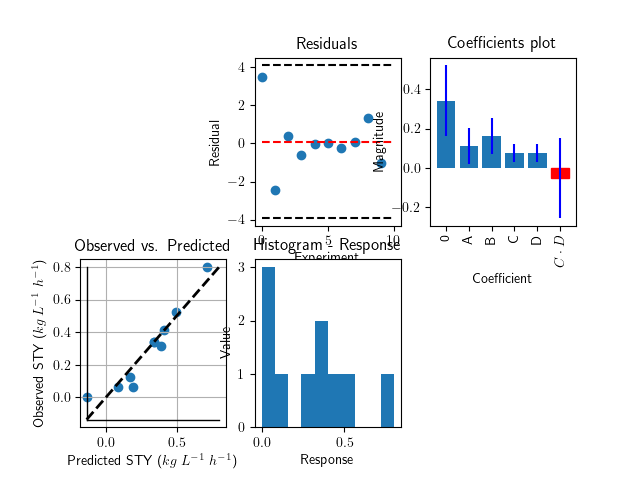 Residuals
Residual
4
2
0
−2
−4
0 5 10
Experiment
Coefficients plot
Magnitude
0.4
0.2
0.0
−0.2
0 A B C D C · D
Coefficient
Observed vs. Predicted
Observed STY (kg L⁻¹ h⁻¹)
0.8
0.6
0.4
0.2
0.0
0.0 0.5
Predicted STY (kg L⁻¹ h⁻¹)
Histogram - Response
Value
3
2
1
0
0.0 0.5
Response